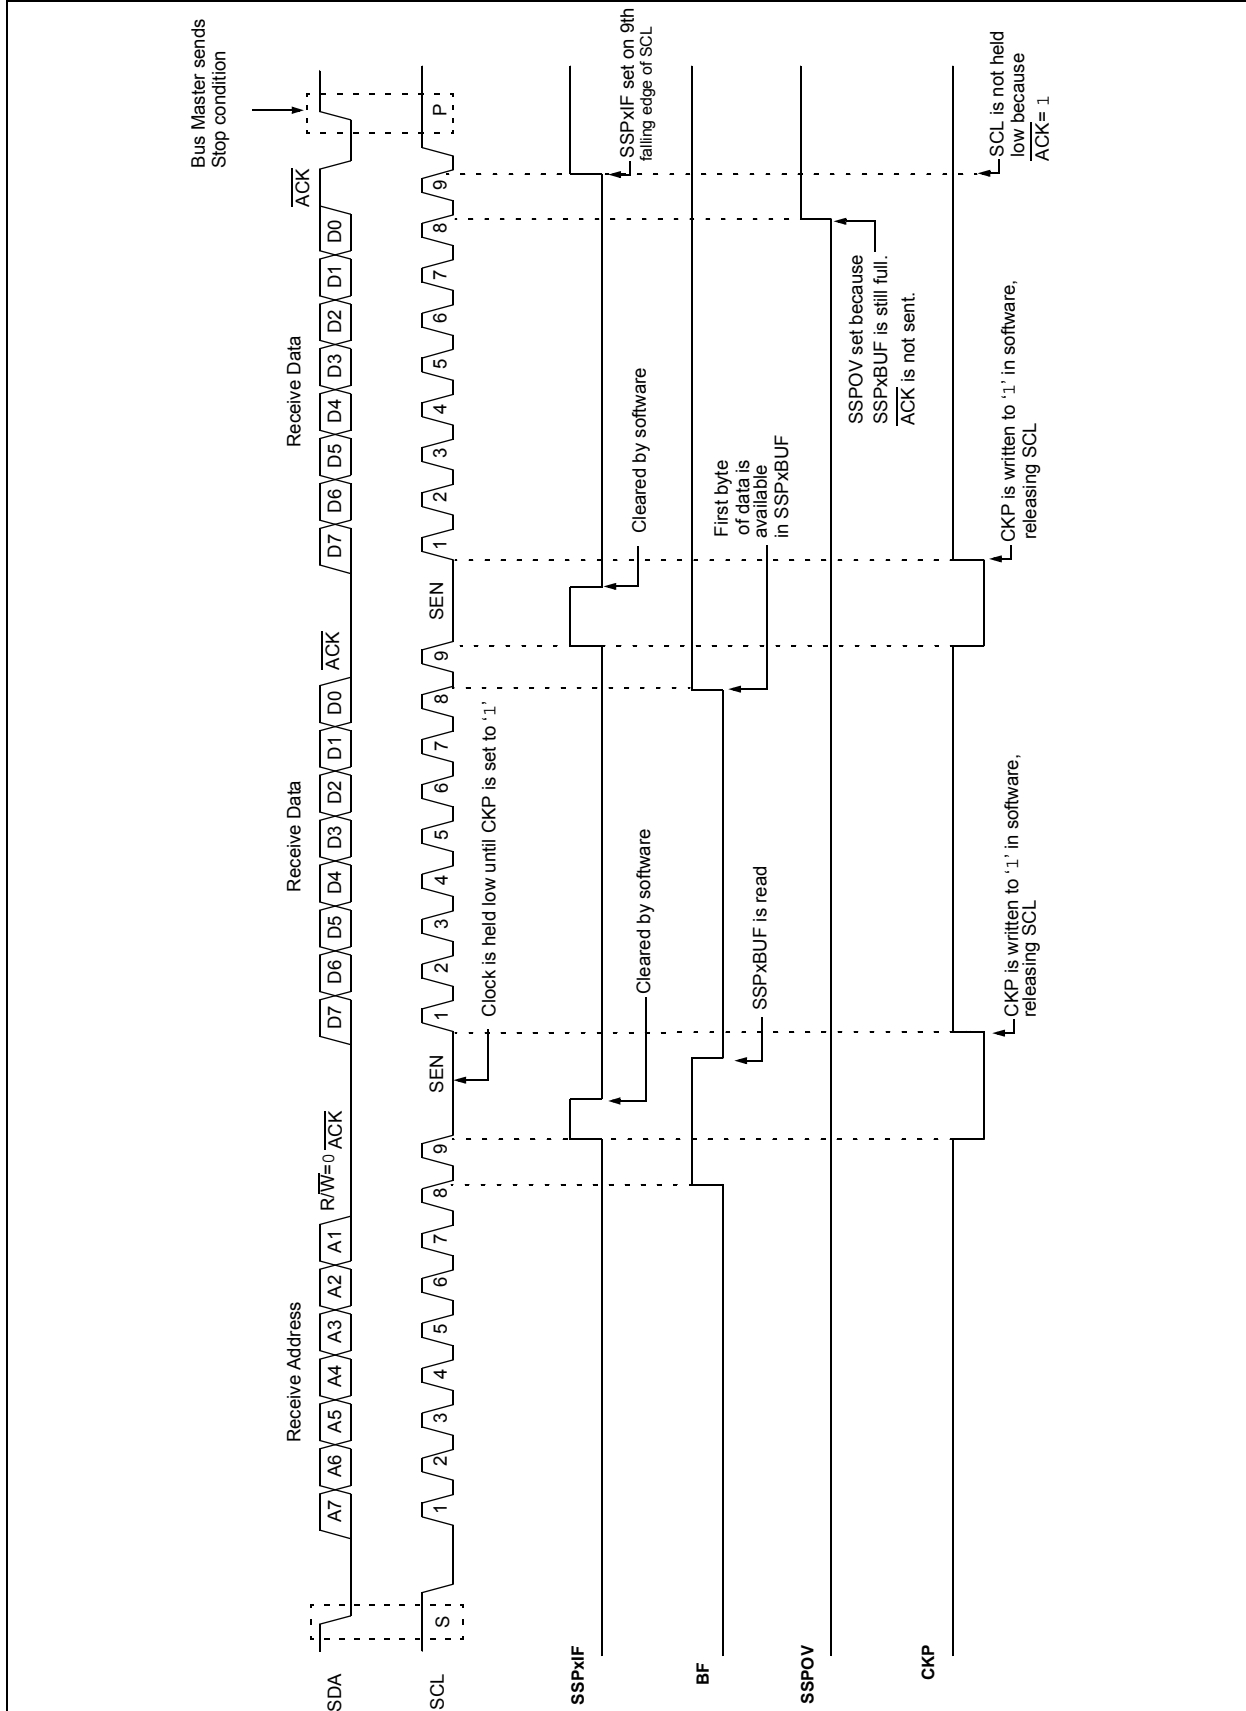 Bus Master sends
Stop condition
Receive Address
Receive Data
Receive Data
SDA
A7 A6 A5 A4 A3 A2 A1 R/W=0 ACK D7 D6 D5 D4 D3 D2 D1 D0 ACK D7 D6 D5 D4 D3 D2 D1 D0 ACK
SCL
S 1 2 3 4 5 6 7 8 9 SEN 1 2 3 4 5 6 7 8 9 SEN 1 2 3 4 5 6 7 8 9 P
Clock is held low until CKP is set to ‘1’
SSPxIF
Cleared by software
Cleared by software
SSPxIF set on 9th
falling edge of SCL
BF
SSPxBUF is read
First byte
of data is
available
in SSPxBUF
SSPOV
SSPOV set because
SSPxBUF is still full.
ACK is not sent.
CKP
CKP is written to ‘1’ in software,
releasing SCL
CKP is written to ‘1’ in software,
releasing SCL
SCL is not held
low because
ACK= 1